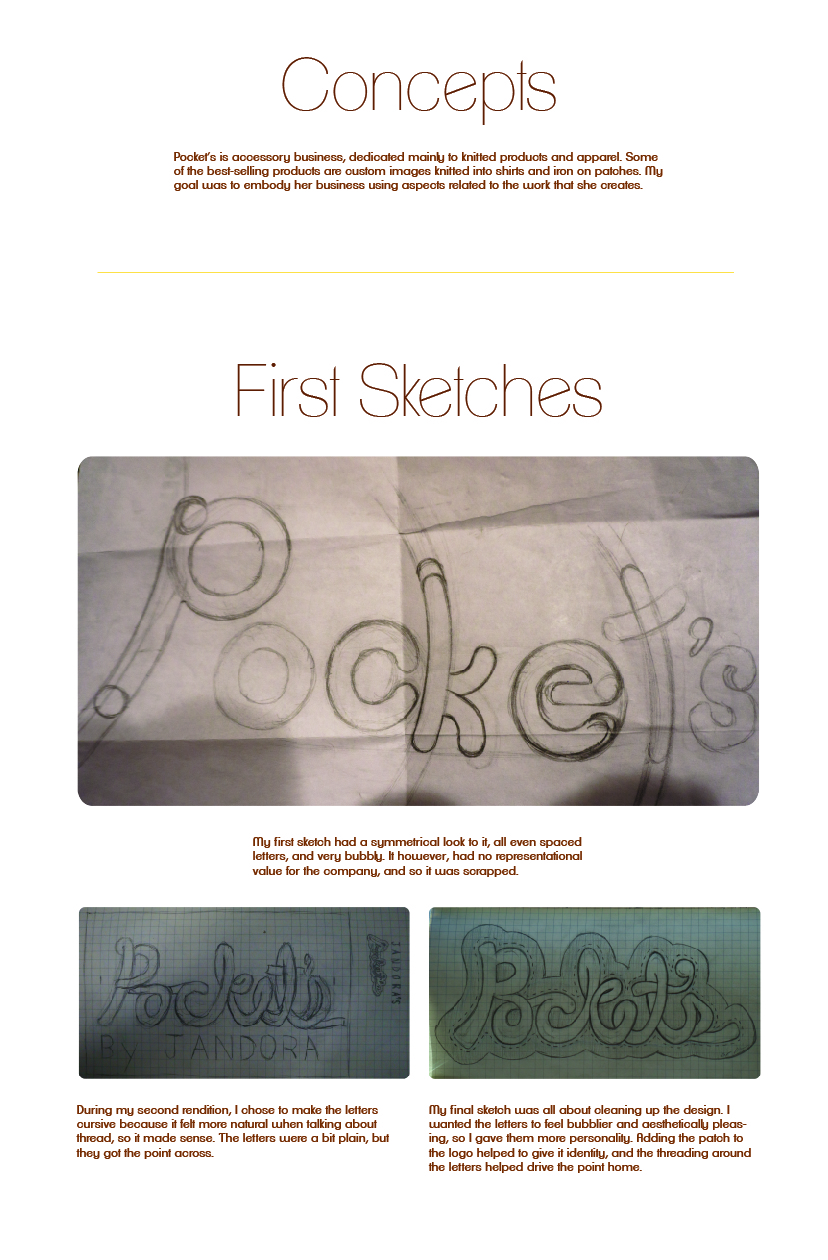 Concepts
Pocket's is accessory business, dedicated mainly to knitted products and apparel. Some
of the best-selling products are custom images knitted into shirts and iron on patches. My
goal was to embody her business using aspects related to the work that she creates.
First Sketches
Pocket's
My first sketch had a symmetrical look to it, all even spaced
letters, and very bubbly. It however, had no representational
value for the company, and so it was scrapped.
Pocket's
By JANDORA
JANDORA'S
Pocket's
Pocket's
During my second rendition, I chose to make the letters
cursive because it felt more natural when talking about
thread, so it made sense. The letters were a bit plain, but
they got the point across.
My final sketch was all about cleaning up the design. I
wanted the letters to feel bubblier and aesthetically pleas-
ing, so I gave them more personality. Adding the patch to
the logo helped to give it identity, and the threading around
the letters helped drive the point home.